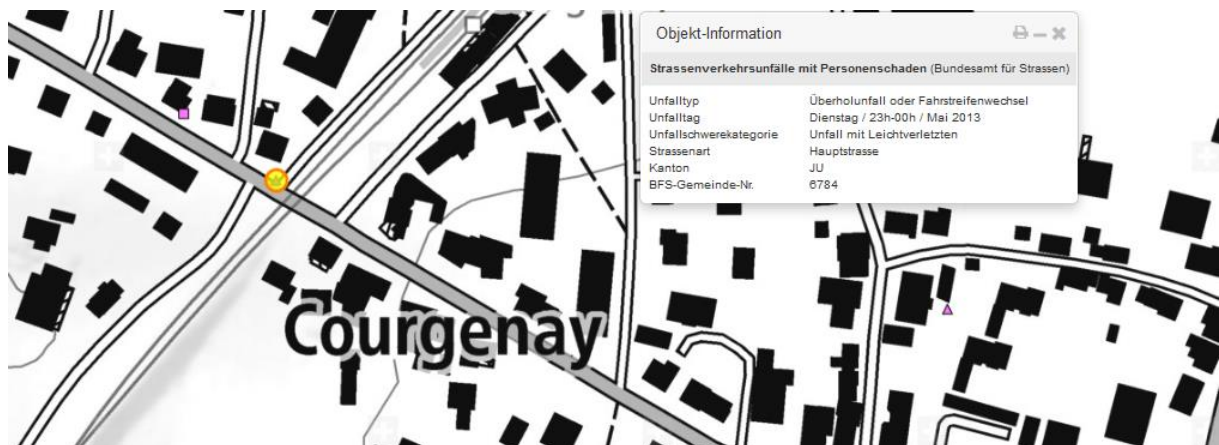 Objekt-Information
Strassenverkehrsunfälle mit Personenschaden (Bundesamt für Strassen)
Unfalltyp Überholunfall oder Fahrstreifenwechsel
Unfalltag Dienstag / 23h-00h / Mai 2013
Unfallschwerekategorie Unfall mit Leichtverletzten
Strassenart Hauptstrasse
Kanton JU
BFS-Gemeinde-Nr. 6784
Courgenay